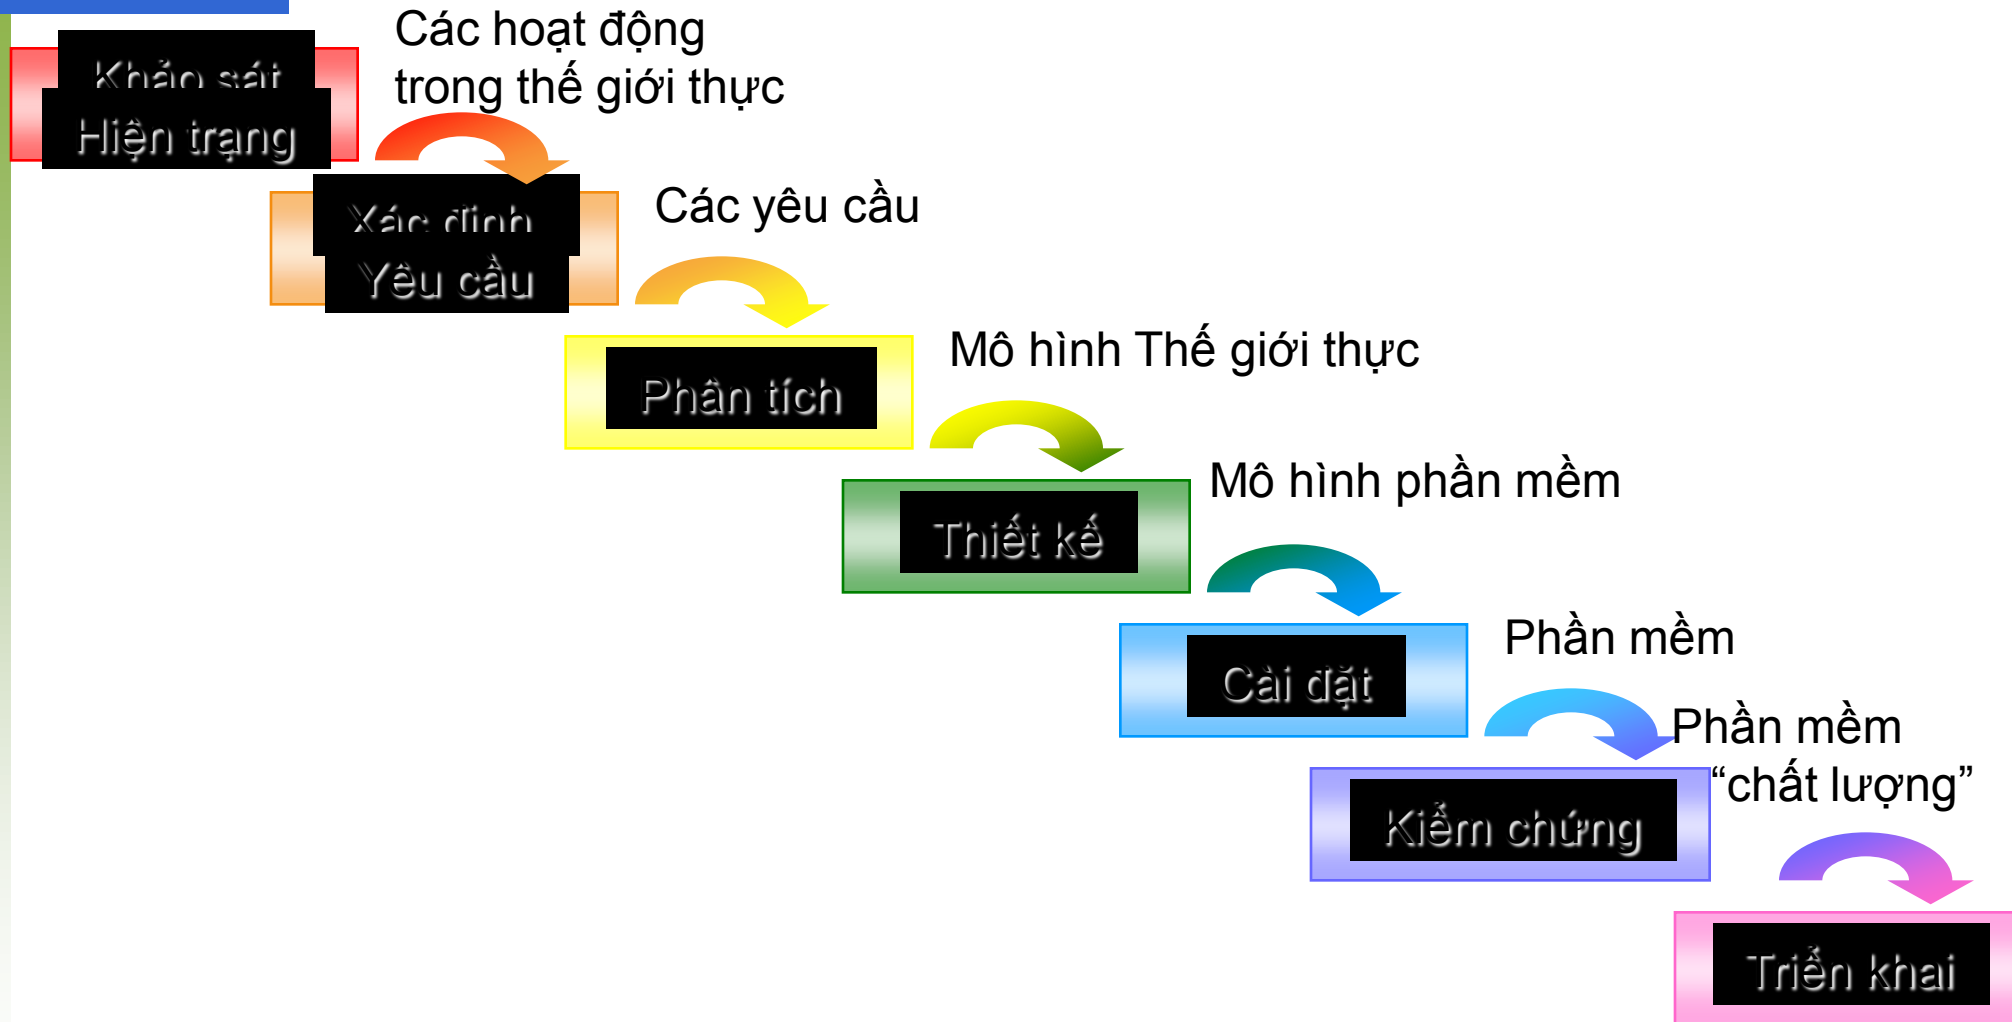 Các hoạt động
trong thế giới thực
Khảo sát
Hiện trạng
Các yêu cầu
Xác định
Yêu cầu
Mô hình Thế giới thực
Phân tích
Mô hình phần mềm
Thiết kế
Phần mềm
Cài đặt
Phần mềm
“chất lượng”
Kiểm chứng
Triển khai